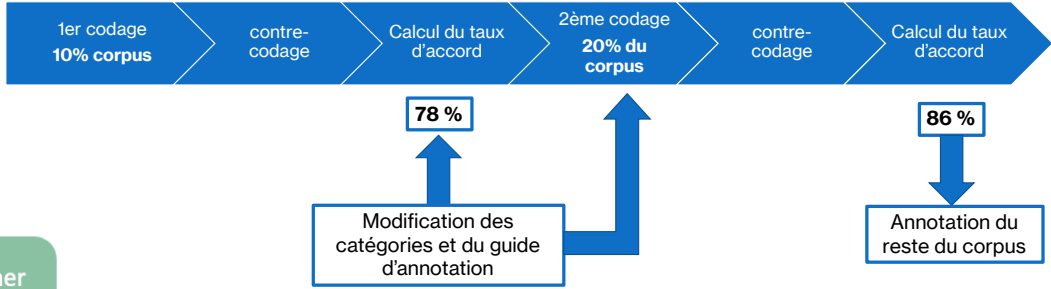 1er codage
10% corpus
contre-
codage
Calcul du taux
d'accord
2ème codage
20% du
corpus
contre-
codage
Calcul du taux
d'accord
78 %
86 %
Modification des
catégories et du guide
d'annotation
Annotation du
reste du corpus